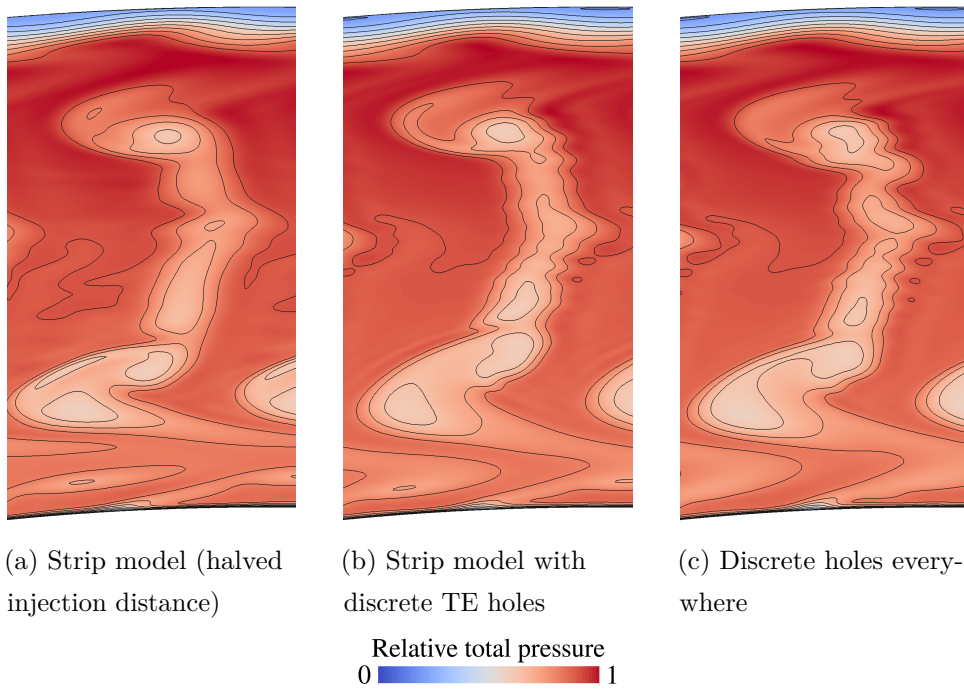 (a) Strip model (halved
injection distance)
(b) Strip model with
discrete TE holes
(c) Discrete holes every-
where
Relative total pressure
0 1